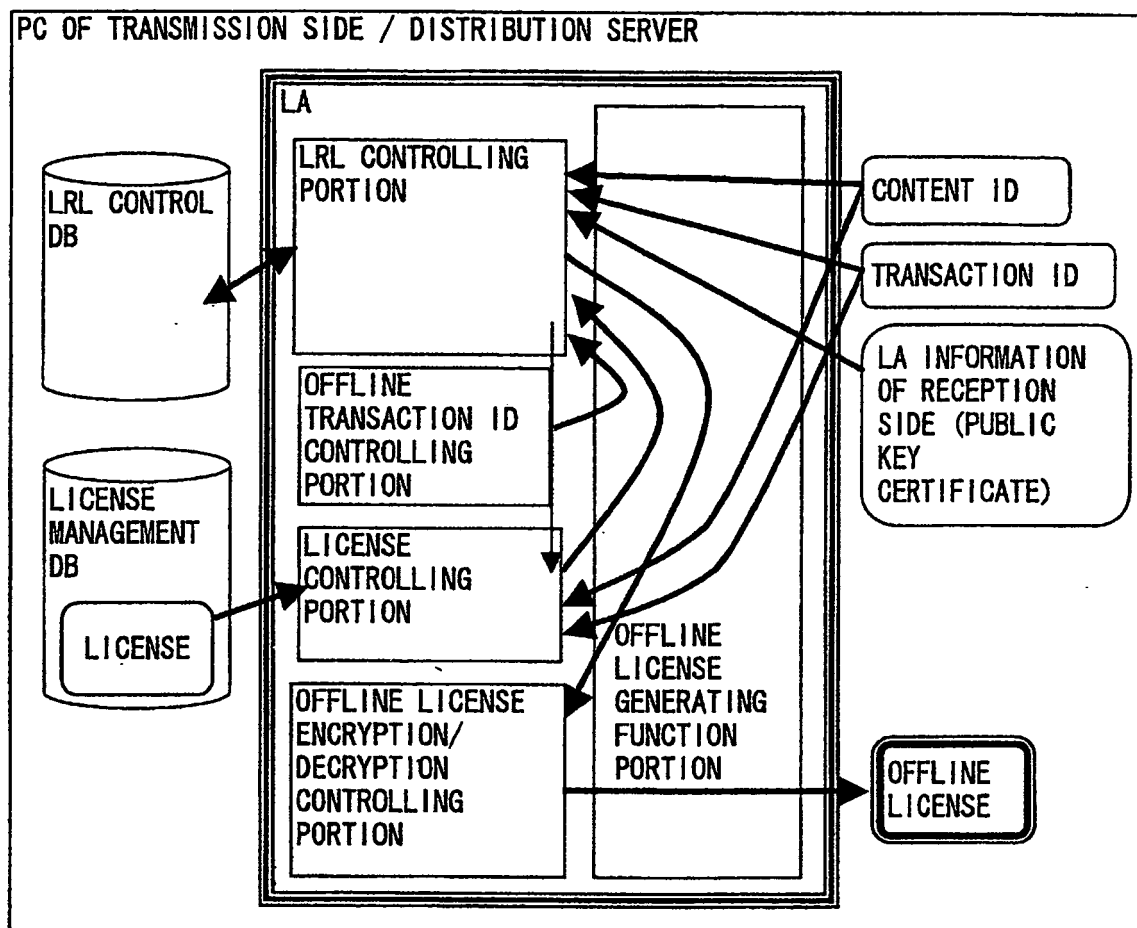 PC OF TRANSMISSION SIDE / DISTRIBUTION SERVER
LA
LRL CONTROLLING
PORTION
LRL CONTROL
DB
CONTENT ID
TRANSACTION ID
LA INFORMATION
OF RECEPTION
SIDE (PUBLIC
KEY
CERTIFICATE)
OFFLINE
TRANSACTION ID
CONTROLLING
PORTION
LICENSE
MANAGEMENT
DB
LICENSE
LICENSE
CONTROLLING
PORTION
OFFLINE
LICENSE
GENERATING
FUNCTION
PORTION
OFFLINE LICENSE
ENCRYPTION/
DECRYPTION
CONTROLLING
PORTION
OFFLINE
LICENSE